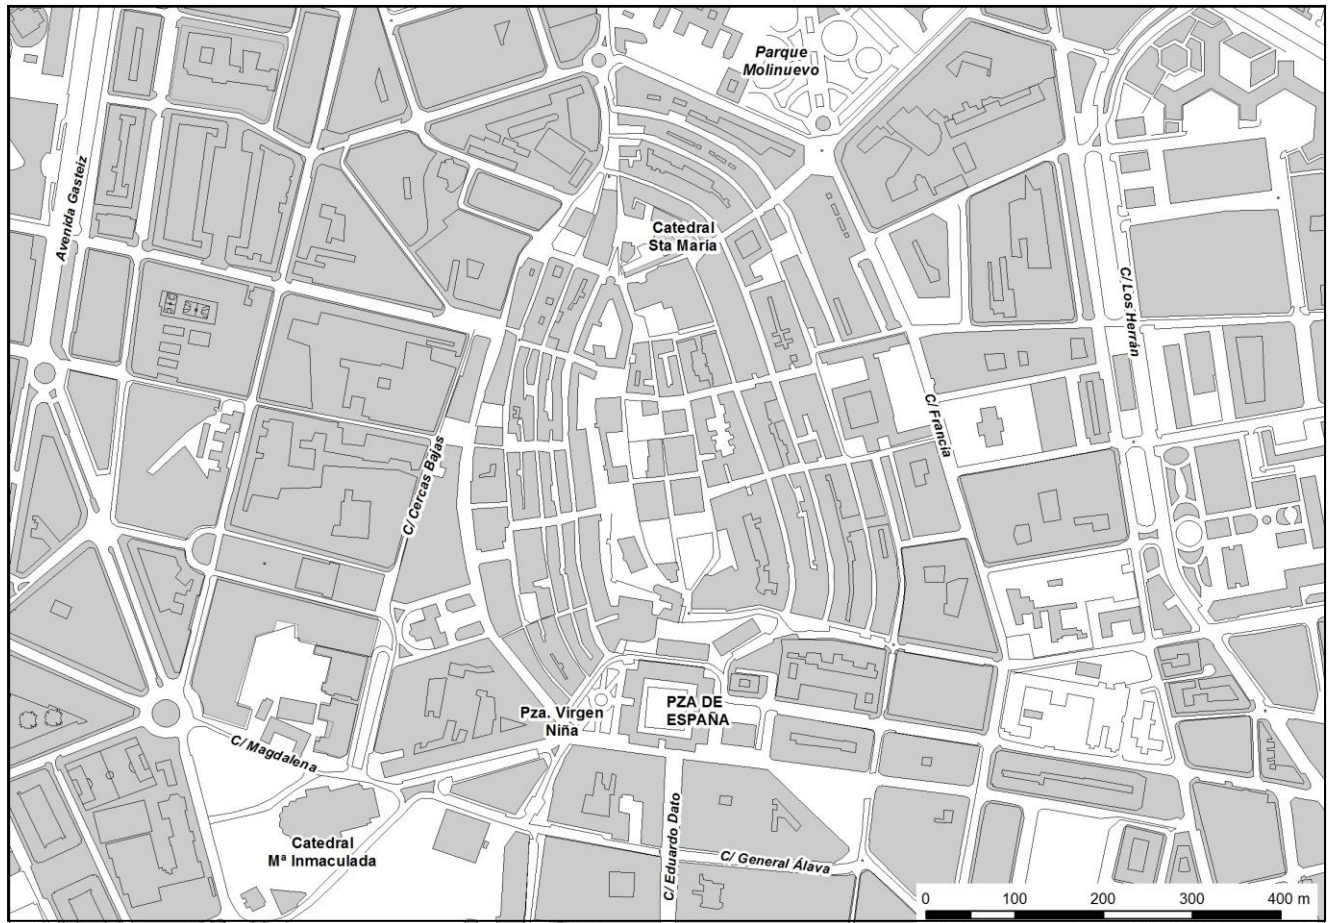 Parque
Molinuevo
Avenida Gasteiz
Catedral
Sta María
C/ Los Herrán
C/ Francia
C/ Cercas Bajas
Pza. Virgen
Niña
PZA DE
ESPAÑA
C/ Magdalena
Catedral
Mª Inmaculada
C/ Eduardo Dato
C/ General Álava
0 100 200 300 400 m